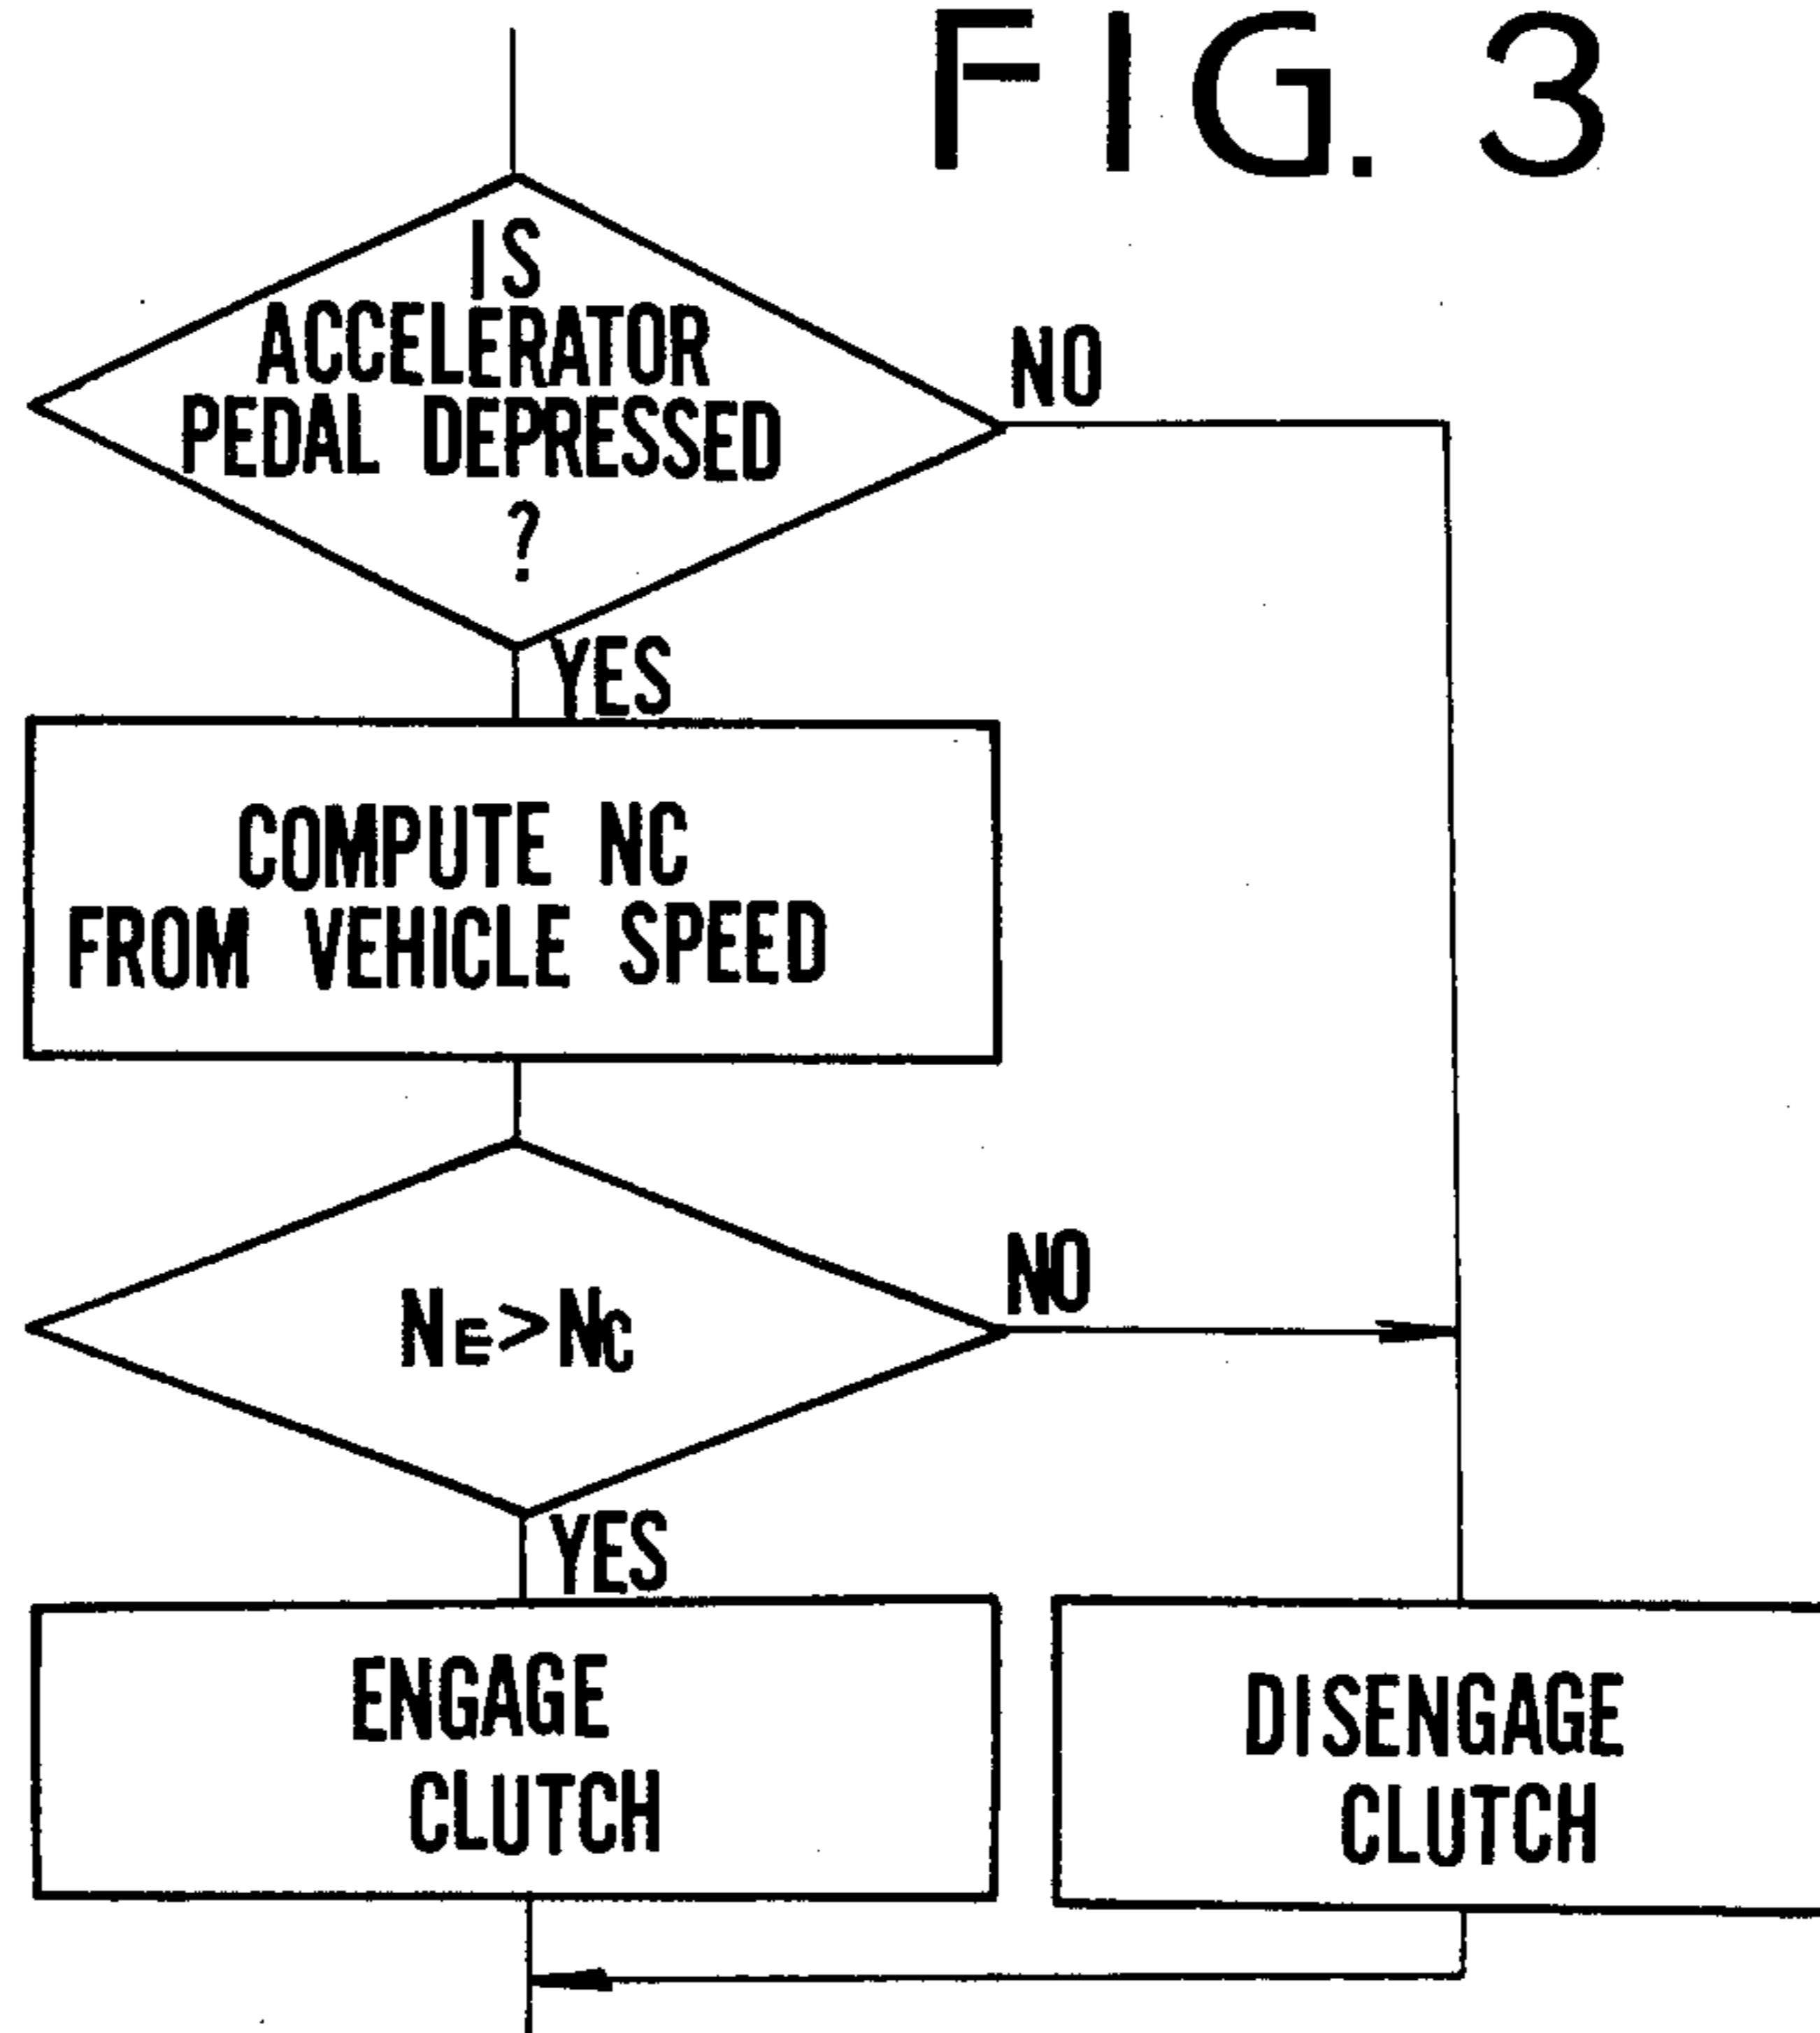 FIG. 3
IS
ACCELERATOR
PEDAL DEPRESSED
?
NO
YES
COMPUTE NC
FROM VEHICLE SPEED
NE>NC
NO
YES
ENGAGE
CLUTCH
DISENGAGE
CLUTCH